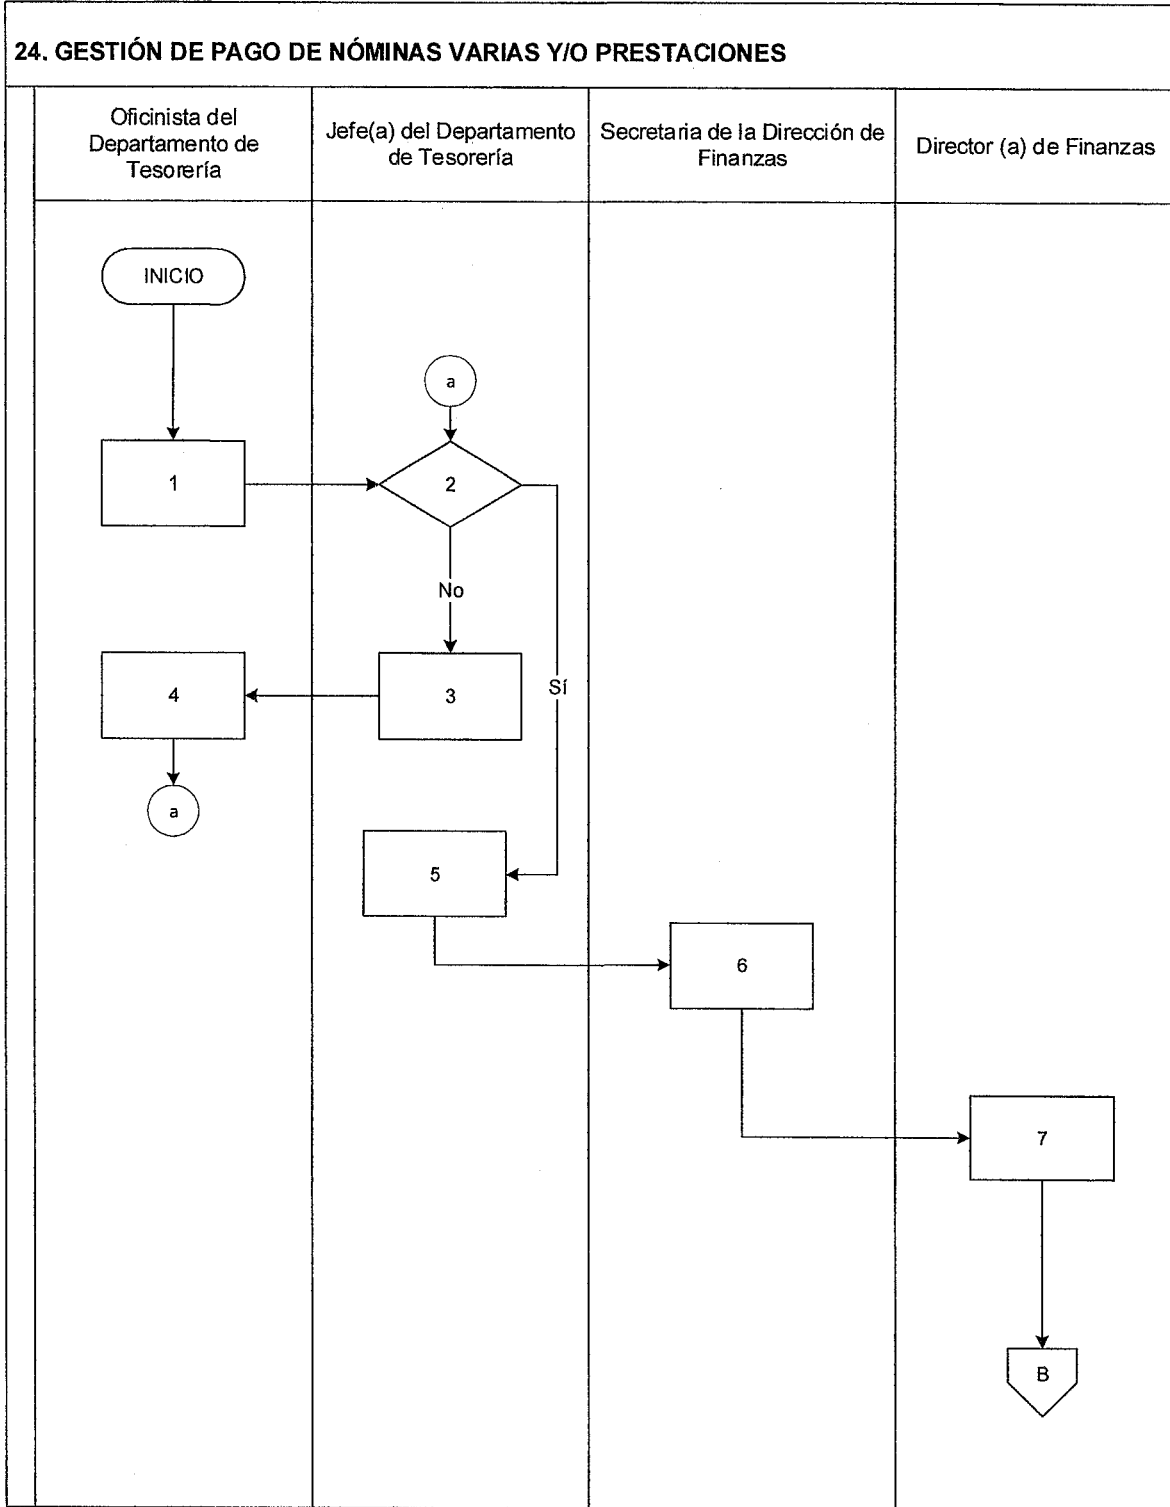 24. GESTIÓN DE PAGO DE NÓMINAS VARIAS Y/O PRESTACIONES
Oficinista del
Departamento de
Tesorería
Jefe(a) del Departamento
de Tesorería
Secretaria de la Dirección de
Finanzas
Director (a) de Finanzas
INICIO
a
1
2
No
4
3
Sí
a
5
6
7
B